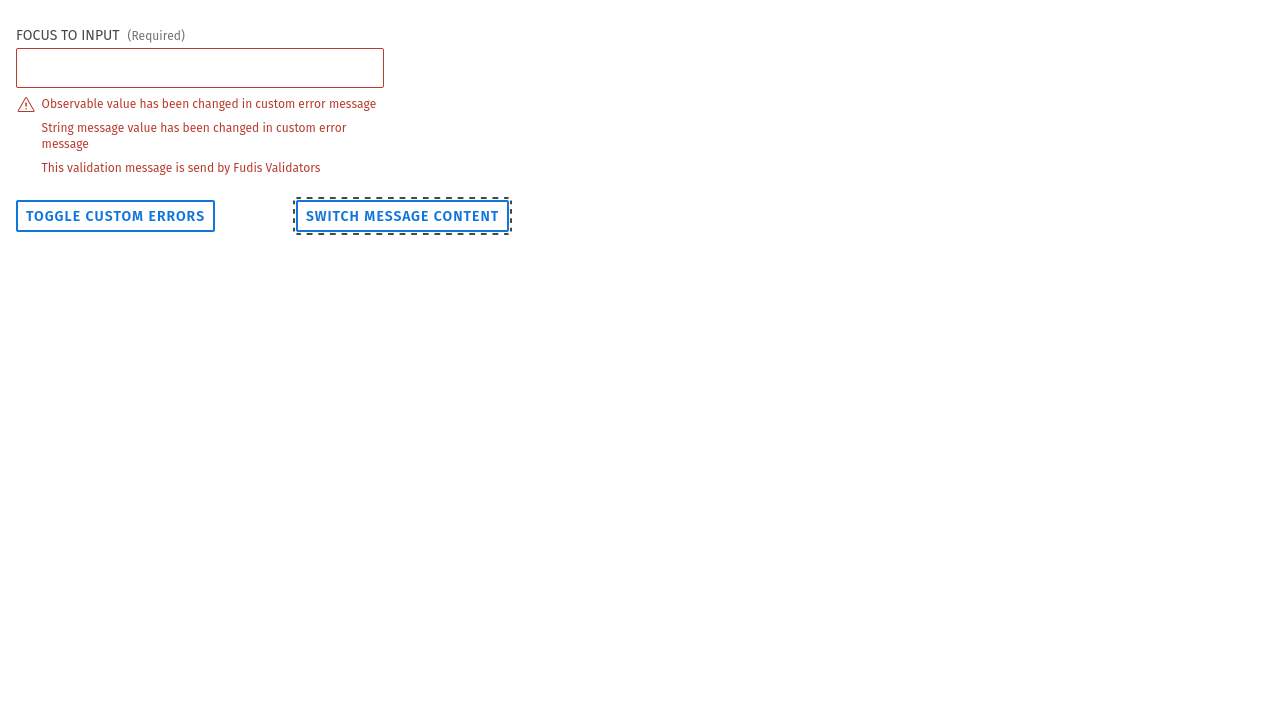 FOCUS TO INPUT (Required)
Observable value has been changed in custom error message
String message value has been changed in custom error
message
This validation message is send by Fudis Validators
TOGGLE CUSTOM ERRORS SWITCH MESSAGE CONTENT